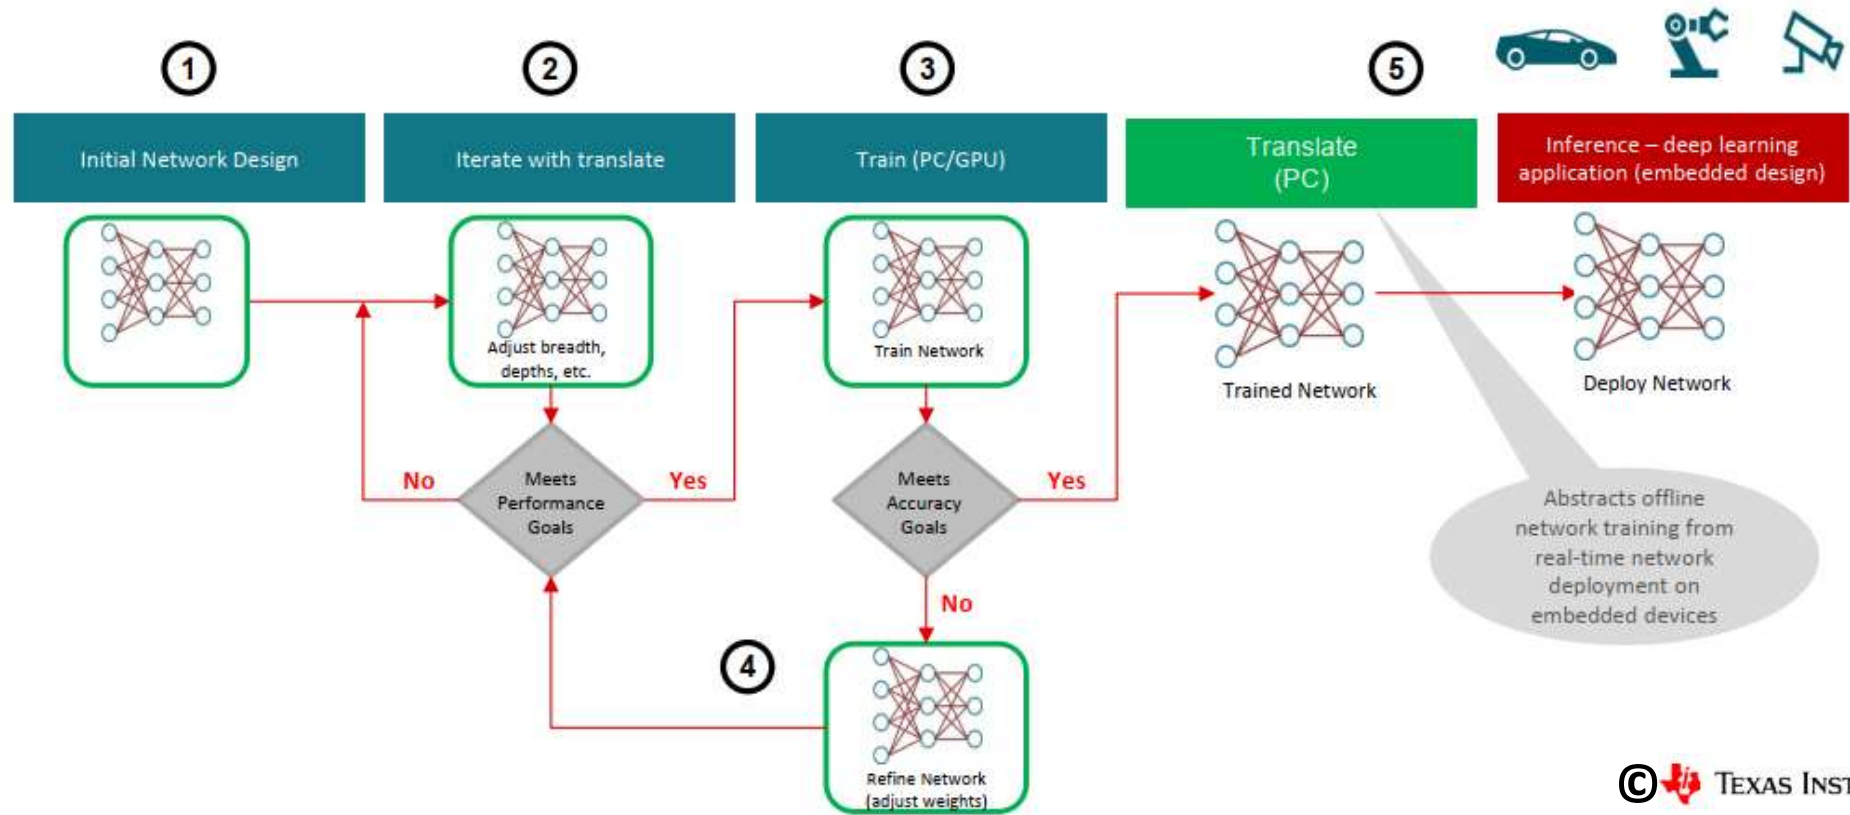 1
2
3
5
Initial Network Design
Iterate with translate
Train (PC/GPU)
Translate
(PC)
Inference – deep learning
application (embedded design)
Adjust breadth,
depths, etc.
Train Network
Trained Network
Deploy Network
No
Meets
Performance
Goals
Yes
Meets
Accuracy
Goals
Yes
Abstracts offline
network training from
real-time network
deployment on
embedded devices
No
4
Refine Network
(adjust weights)
© TEXAS INST